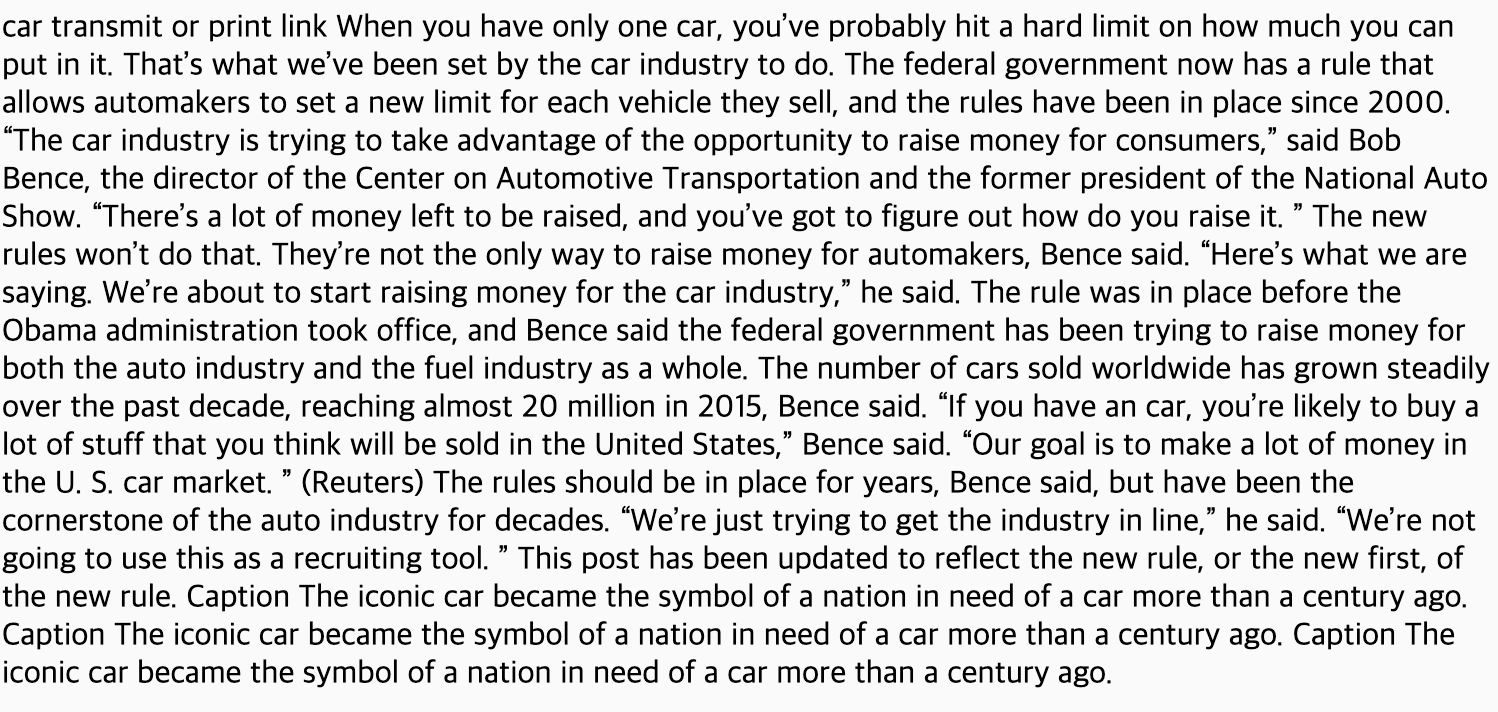 car transmit or print link When you have only one car, you’ve probably hit a hard limit on how much you can
put in it. That’s what we’ve been set by the car industry to do. The federal government now has a rule that
allows automakers to set a new limit for each vehicle they sell, and the rules have been in place since 2000.
“The car industry is trying to take advantage of the opportunity to raise money for consumers,” said Bob
Bence, the director of the Center on Automotive Transportation and the former president of the National Auto
Show. “There’s a lot of money left to be raised, and you’ve got to figure out how do you raise it. ” The new
rules won’t do that. They’re not the only way to raise money for automakers, Bence said. “Here’s what we are
saying. We’re about to start raising money for the car industry,” he said. The rule was in place before the
Obama administration took office, and Bence said the federal government has been trying to raise money for
both the auto industry and the fuel industry as a whole. The number of cars sold worldwide has grown steadily
over the past decade, reaching almost 20 million in 2015, Bence said. “If you have an car, you’re likely to buy a
lot of stuff that you think will be sold in the United States,” Bence said. “Our goal is to make a lot of money in
the U. S. car market. ” (Reuters) The rules should be in place for years, Bence said, but have been the
cornerstone of the auto industry for decades. “We’re just trying to get the industry in line,” he said. “We’re not
going to use this as a recruiting tool. ” This post has been updated to reflect the new rule, or the new first, of
the new rule. Caption The iconic car became the symbol of a nation in need of a car more than a century ago.
Caption The iconic car became the symbol of a nation in need of a car more than a century ago. Caption The
iconic car became the symbol of a nation in need of a car more than a century ago.